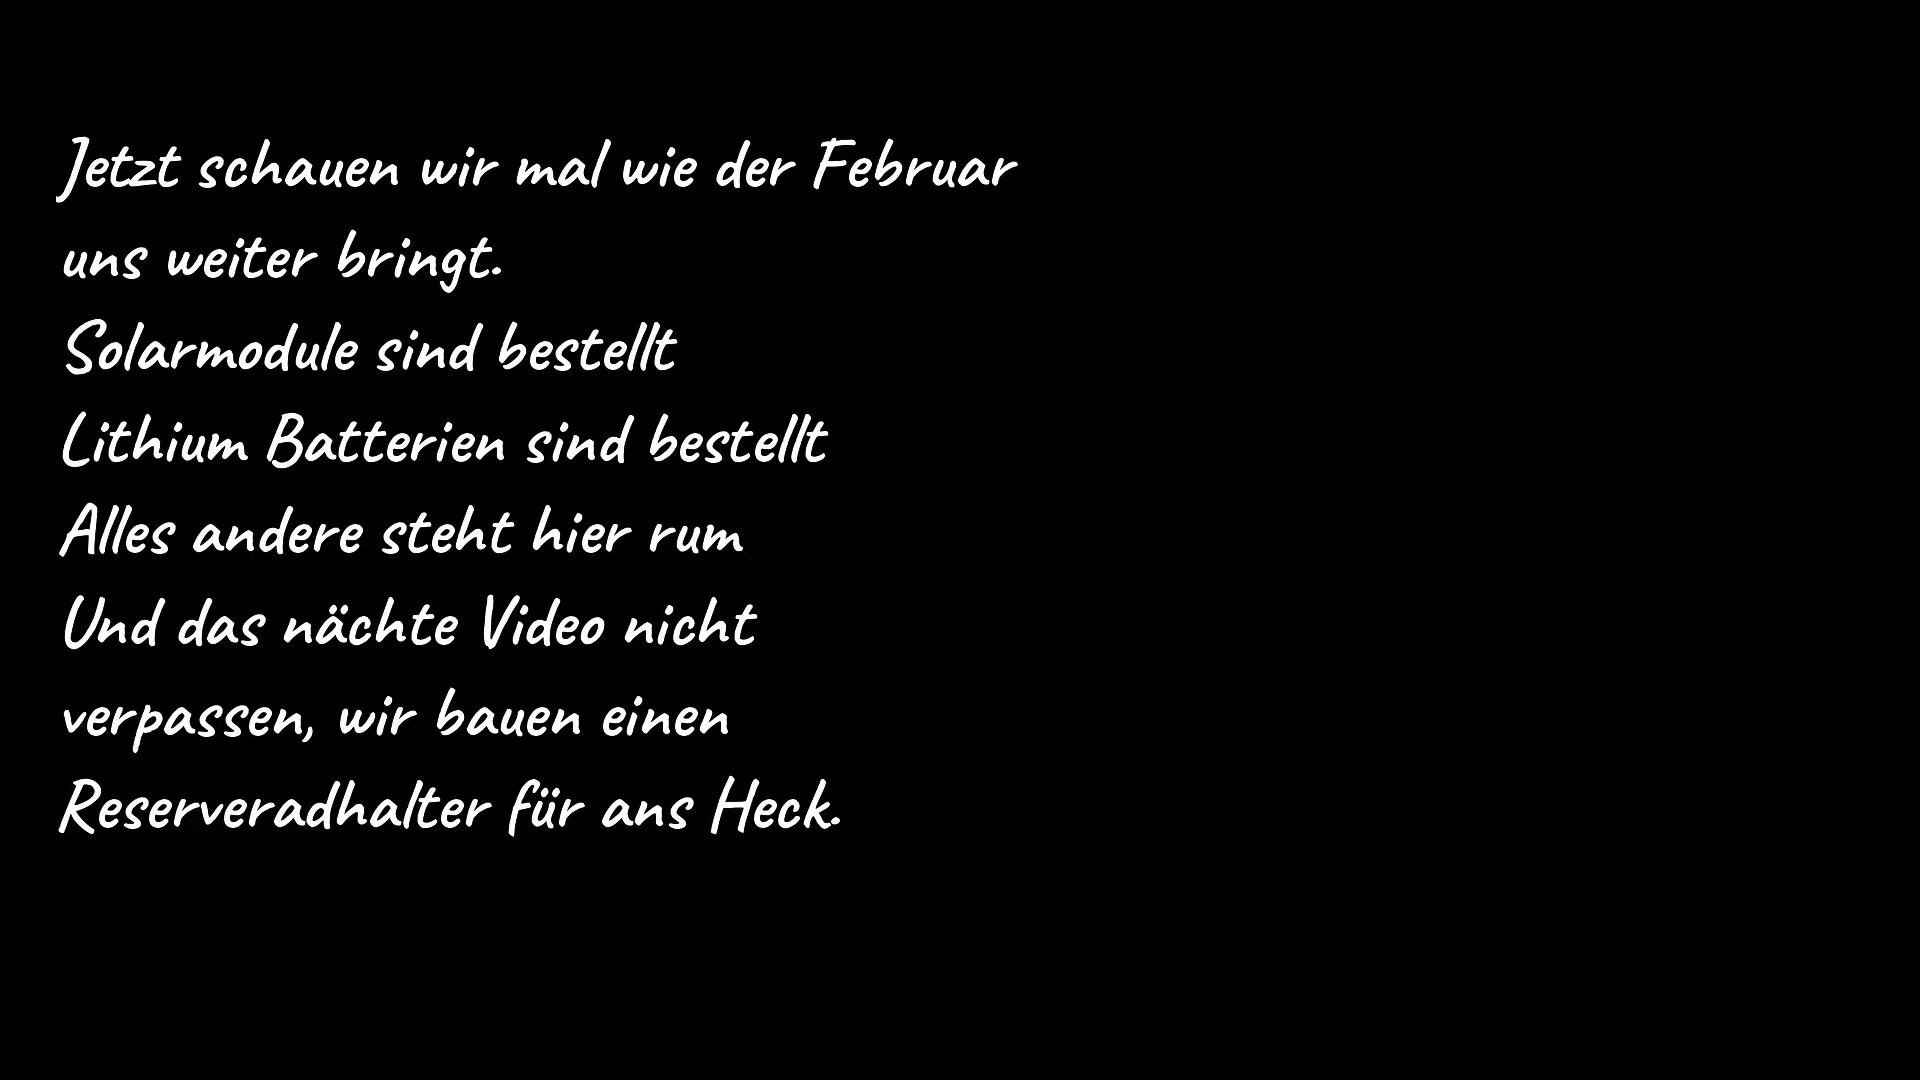 Jetzt schauen wir mal wie der Februar
uns weiter bringt.
Solarmodule sind bestellt
Lithium Batterien sind bestellt
Alles andere steht hier rum
Und das nächte Video nicht
verpassen, wir bauen einen
Reserveradhalter für ans Heck.